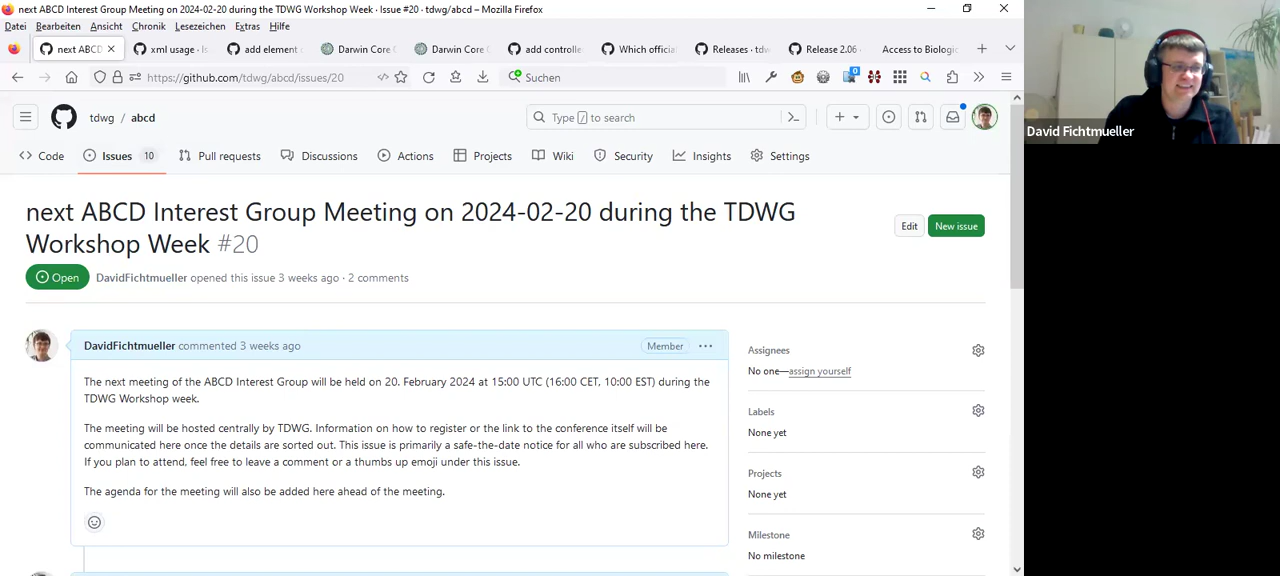 next ABCD Interest Group Meeting on 2024-02-20 during the TDWG Workshop Week · Issue #20 · tdwg/abcd – Mozilla Firefox
Datei Bearbeiten Ansicht Chronik Lesezeichen Extras Hilfe
next ABCD xml usage · Is add element Darwin Core Darwin Core add controlle Which officia Releases · tdw Release 2.06 Access to Biologic
https://github.com/tdwg/abcd/issues/20 Suchen 0
tdwg / abcd Type / to search
Code Issues 10 Pull requests Discussions Actions Projects Wiki Security Insights Settings
next ABCD Interest Group Meeting on 2024-02-20 during the TDWG
Workshop Week #20
Edit New issue
Open DavidFichtmueller opened this issue 3 weeks ago · 2 comments
DavidFichtmueller commented 3 weeks ago Member ···
The next meeting of the ABCD Interest Group will be held on 20. February 2024 at 15:00 UTC (16:00 CET, 10:00 EST) during the
TDWG Workshop week.
The meeting will be hosted centrally by TDWG. Information on how to register or the link to the conference itself will be
communicated here once the details are sorted out. This issue is primarily a safe-the-date notice for all who are subscribed here.
If you plan to attend, feel free to leave a comment or a thumbs up emoji under this issue.
The agenda for the meeting will also be added here ahead of the meeting.
Assignees
No one—assign yourself
Labels
None yet
Projects
None yet
Milestone
No milestone
David Fichtmueller